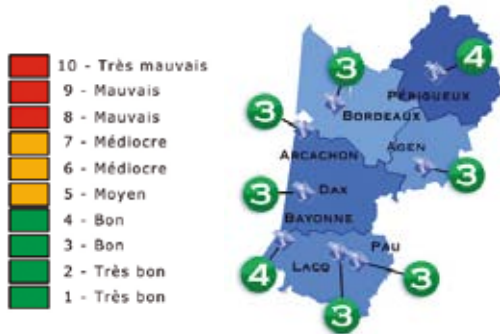 10 - Très mauvais
9 - Mauvais
8 - Mauvais
7 - Médiocre
6 - Médiocre
5 - Moyen
4 - Bon
3 - Bon
2 - Très bon
1 - Très bon
4
3
PÉRIGUEUX
BORDEAUX
3
AGEN
ARCACHON
3
3
DAX
BAYONNE
PAU
LACQ
4
3
3